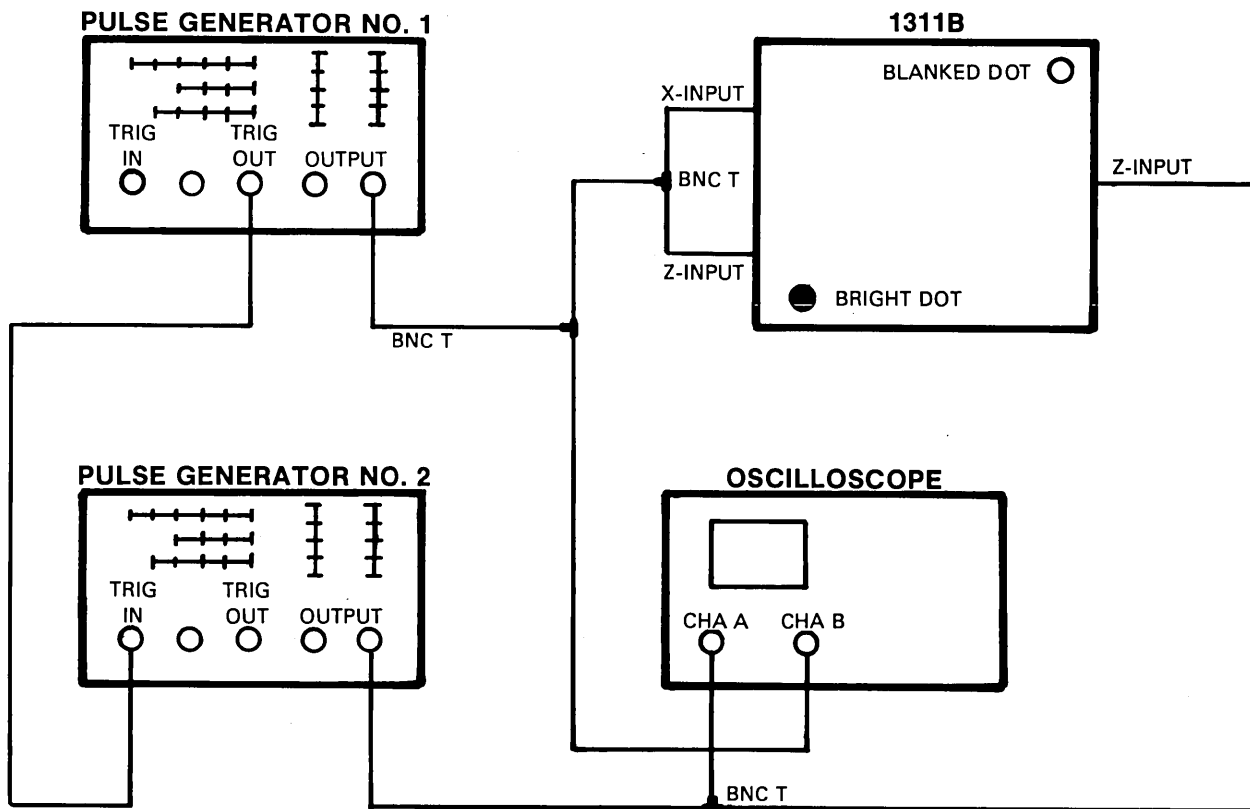 PULSE GENERATOR NO. 1
TRIG IN
TRIG OUT
OUTPUT
BNC T
1311B
BLANKED DOT
X-INPUT
BNC T
Z-INPUT
Z-INPUT
BRIGHT DOT
PULSE GENERATOR NO. 2
TRIG IN
TRIG OUT
OUTPUT
OSCILLOSCOPE
CHA A
CHA B
BNC T